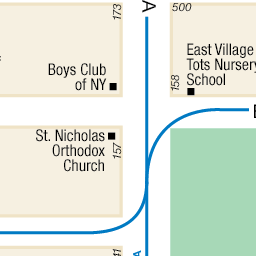 173
A
500
Boys Club
of NY
East Village
Tots Nursery
School
158
St. Nicholas
Orthodox
Church
157
A